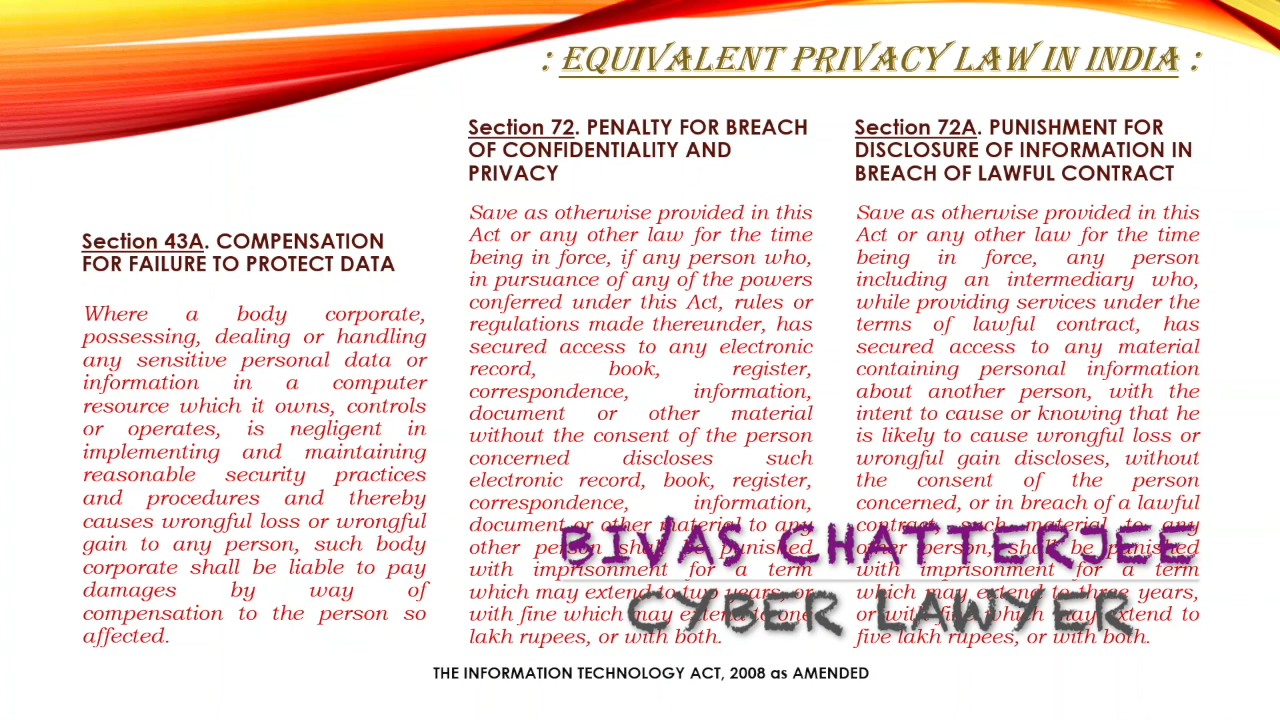 : EQUIVALENT PRIVACY LAW IN INDIA :
Section 43A. COMPENSATION
FOR FAILURE TO PROTECT DATA
Where a body corporate,
possessing, dealing or handling
any sensitive personal data or
information in a computer
resource which it owns, controls
or operates, is negligent in
implementing and maintaining
reasonable security practices
and procedures and thereby
causes wrongful loss or wrongful
gain to any person, such body
corporate shall be liable to pay
damages by way of
compensation to the person so
affected.
Section 72. PENALTY FOR BREACH
OF CONFIDENTIALITY AND
PRIVACY
Save as otherwise provided in this
Act or any other law for the time
being in force, if any person who,
in pursuance of any of the powers
conferred under this Act, rules or
regulations made thereunder, has
secured access to any electronic
record, book, register,
correspondence, information,
document or other material
without the consent of the person
concerned discloses such
electronic record, book, register,
correspondence, information,
document or other material to any
other person shall be punished
with imprisonment for a term
which may extend to two years, or
with fine which may extend to one
lakh rupees, or with both.
Section 72A. PUNISHMENT FOR
DISCLOSURE OF INFORMATION IN
BREACH OF LAWFUL CONTRACT
Save as otherwise provided in this
Act or any other law for the time
being in force, any person
including an intermediary who,
while providing services under the
terms of lawful contract, has
secured access to any material
containing personal information
about another person, with the
intent to cause or knowing that he
is likely to cause wrongful loss or
wrongful gain discloses, without
the consent of the person
concerned, or in breach of a lawful
contract, such material to any
other person, shall be punished
with imprisonment for a term
which may extend to three years,
or with fine which may extend to
five lakh rupees, or with both.
BIVAS CHATTERJEE
CYBER LAWYER
THE INFORMATION TECHNOLOGY ACT, 2008 as AMENDED